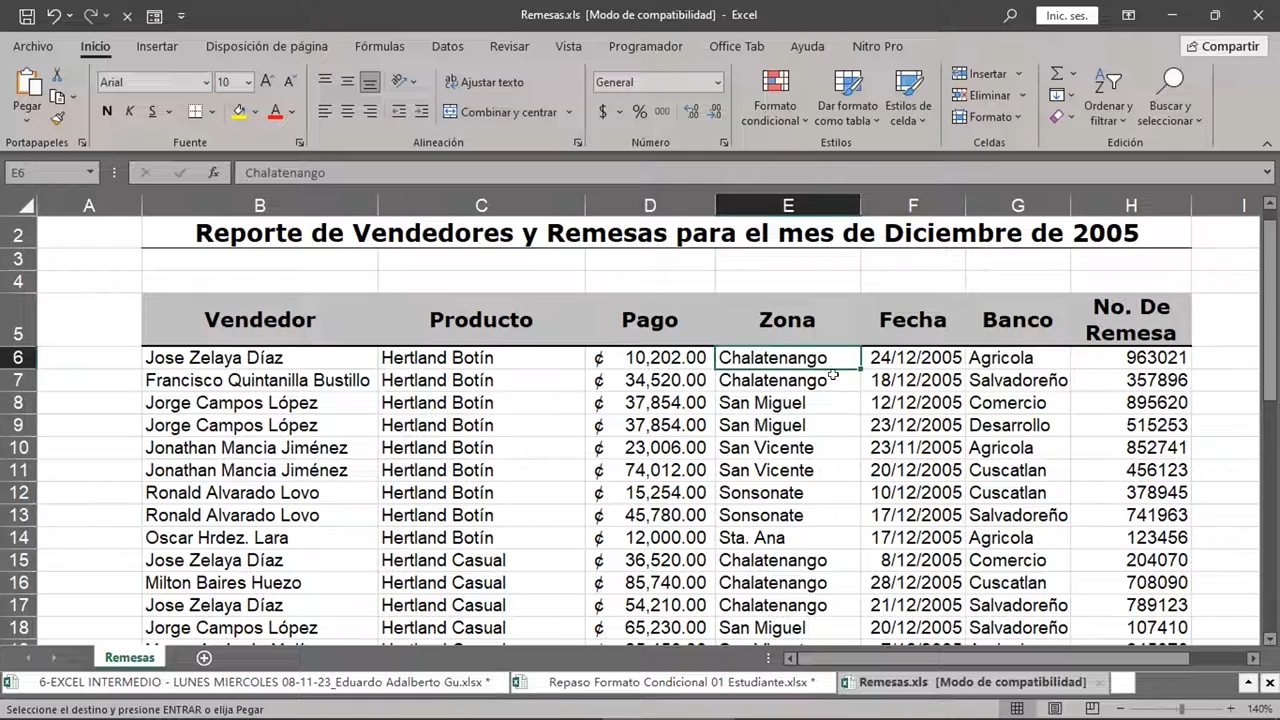 Remesas.xls [Modo de compatibilidad] - Excel
Inic. ses.
Archivo Inicio Insertar Disposición de página Fórmulas Datos Revisar Vista Programador Office Tab Ayuda Nitro Pro Compartir
Pegar
Arial 10
N K S
Ajustar texto
Combinar y centrar
General
$ % 000
Formato condicional
Dar formato como tabla
Estilos de celda
Insertar
Eliminar
Formato
Ordenar y filtrar
Buscar y seleccionar
Portapapeles Fuente Alineación Número Estilos Celdas Edición
E6 fx Chalatenango
A B C D E F G H I
2 Reporte de Vendedores y Remesas para el mes de Diciembre de 2005
3
4
5 Vendedor Producto Pago Zona Fecha Banco No. De Remesa
6 Jose Zelaya Díaz Hertland Botín ¢ 10,202.00 Chalatenango 24/12/2005 Agricola 963021
7 Francisco Quintanilla Bustillo Hertland Botín ¢ 34,520.00 Chalatenango 18/12/2005 Salvadoreño 357896
8 Jorge Campos López Hertland Botín ¢ 37,854.00 San Miguel 12/12/2005 Comercio 895620
9 Jorge Campos López Hertland Botín ¢ 37,854.00 San Miguel 23/12/2005 Desarrollo 515253
10 Jonathan Mancia Jiménez Hertland Botín ¢ 23,006.00 San Vicente 23/11/2005 Agricola 852741
11 Jonathan Mancia Jiménez Hertland Botín ¢ 74,012.00 San Vicente 20/12/2005 Cuscatlan 456123
12 Ronald Alvarado Lovo Hertland Botín ¢ 15,254.00 Sonsonate 10/12/2005 Cuscatlan 378945
13 Ronald Alvarado Lovo Hertland Botín ¢ 45,780.00 Sonsonate 17/12/2005 Salvadoreño 741963
14 Oscar Hrdez. Lara Hertland Botín ¢ 12,000.00 Sta. Ana 17/12/2005 Agricola 123456
15 Jose Zelaya Díaz Hertland Casual ¢ 36,520.00 Chalatenango 8/12/2005 Comercio 204070
16 Milton Baires Huezo Hertland Casual ¢ 85,740.00 Chalatenango 28/12/2005 Cuscatlan 708090
17 Jose Zelaya Díaz Hertland Casual ¢ 54,210.00 Chalatenango 21/12/2005 Salvadoreño 789123
18 Jorge Campos López Hertland Casual ¢ 65,230.00 San Miguel 20/12/2005 Salvadoreño 107410
Remesas
6-EXCEL INTERMEDIO - LUNES MIERCOLES 08-11-23_Eduardo Adalberto Gu.xlsx * Repaso Formato Condicional 01 Estudiante.xlsx * Remesas.xls [Modo de compatibilidad]
Seleccione el destino y presione ENTRAR o elija Pegar 140%